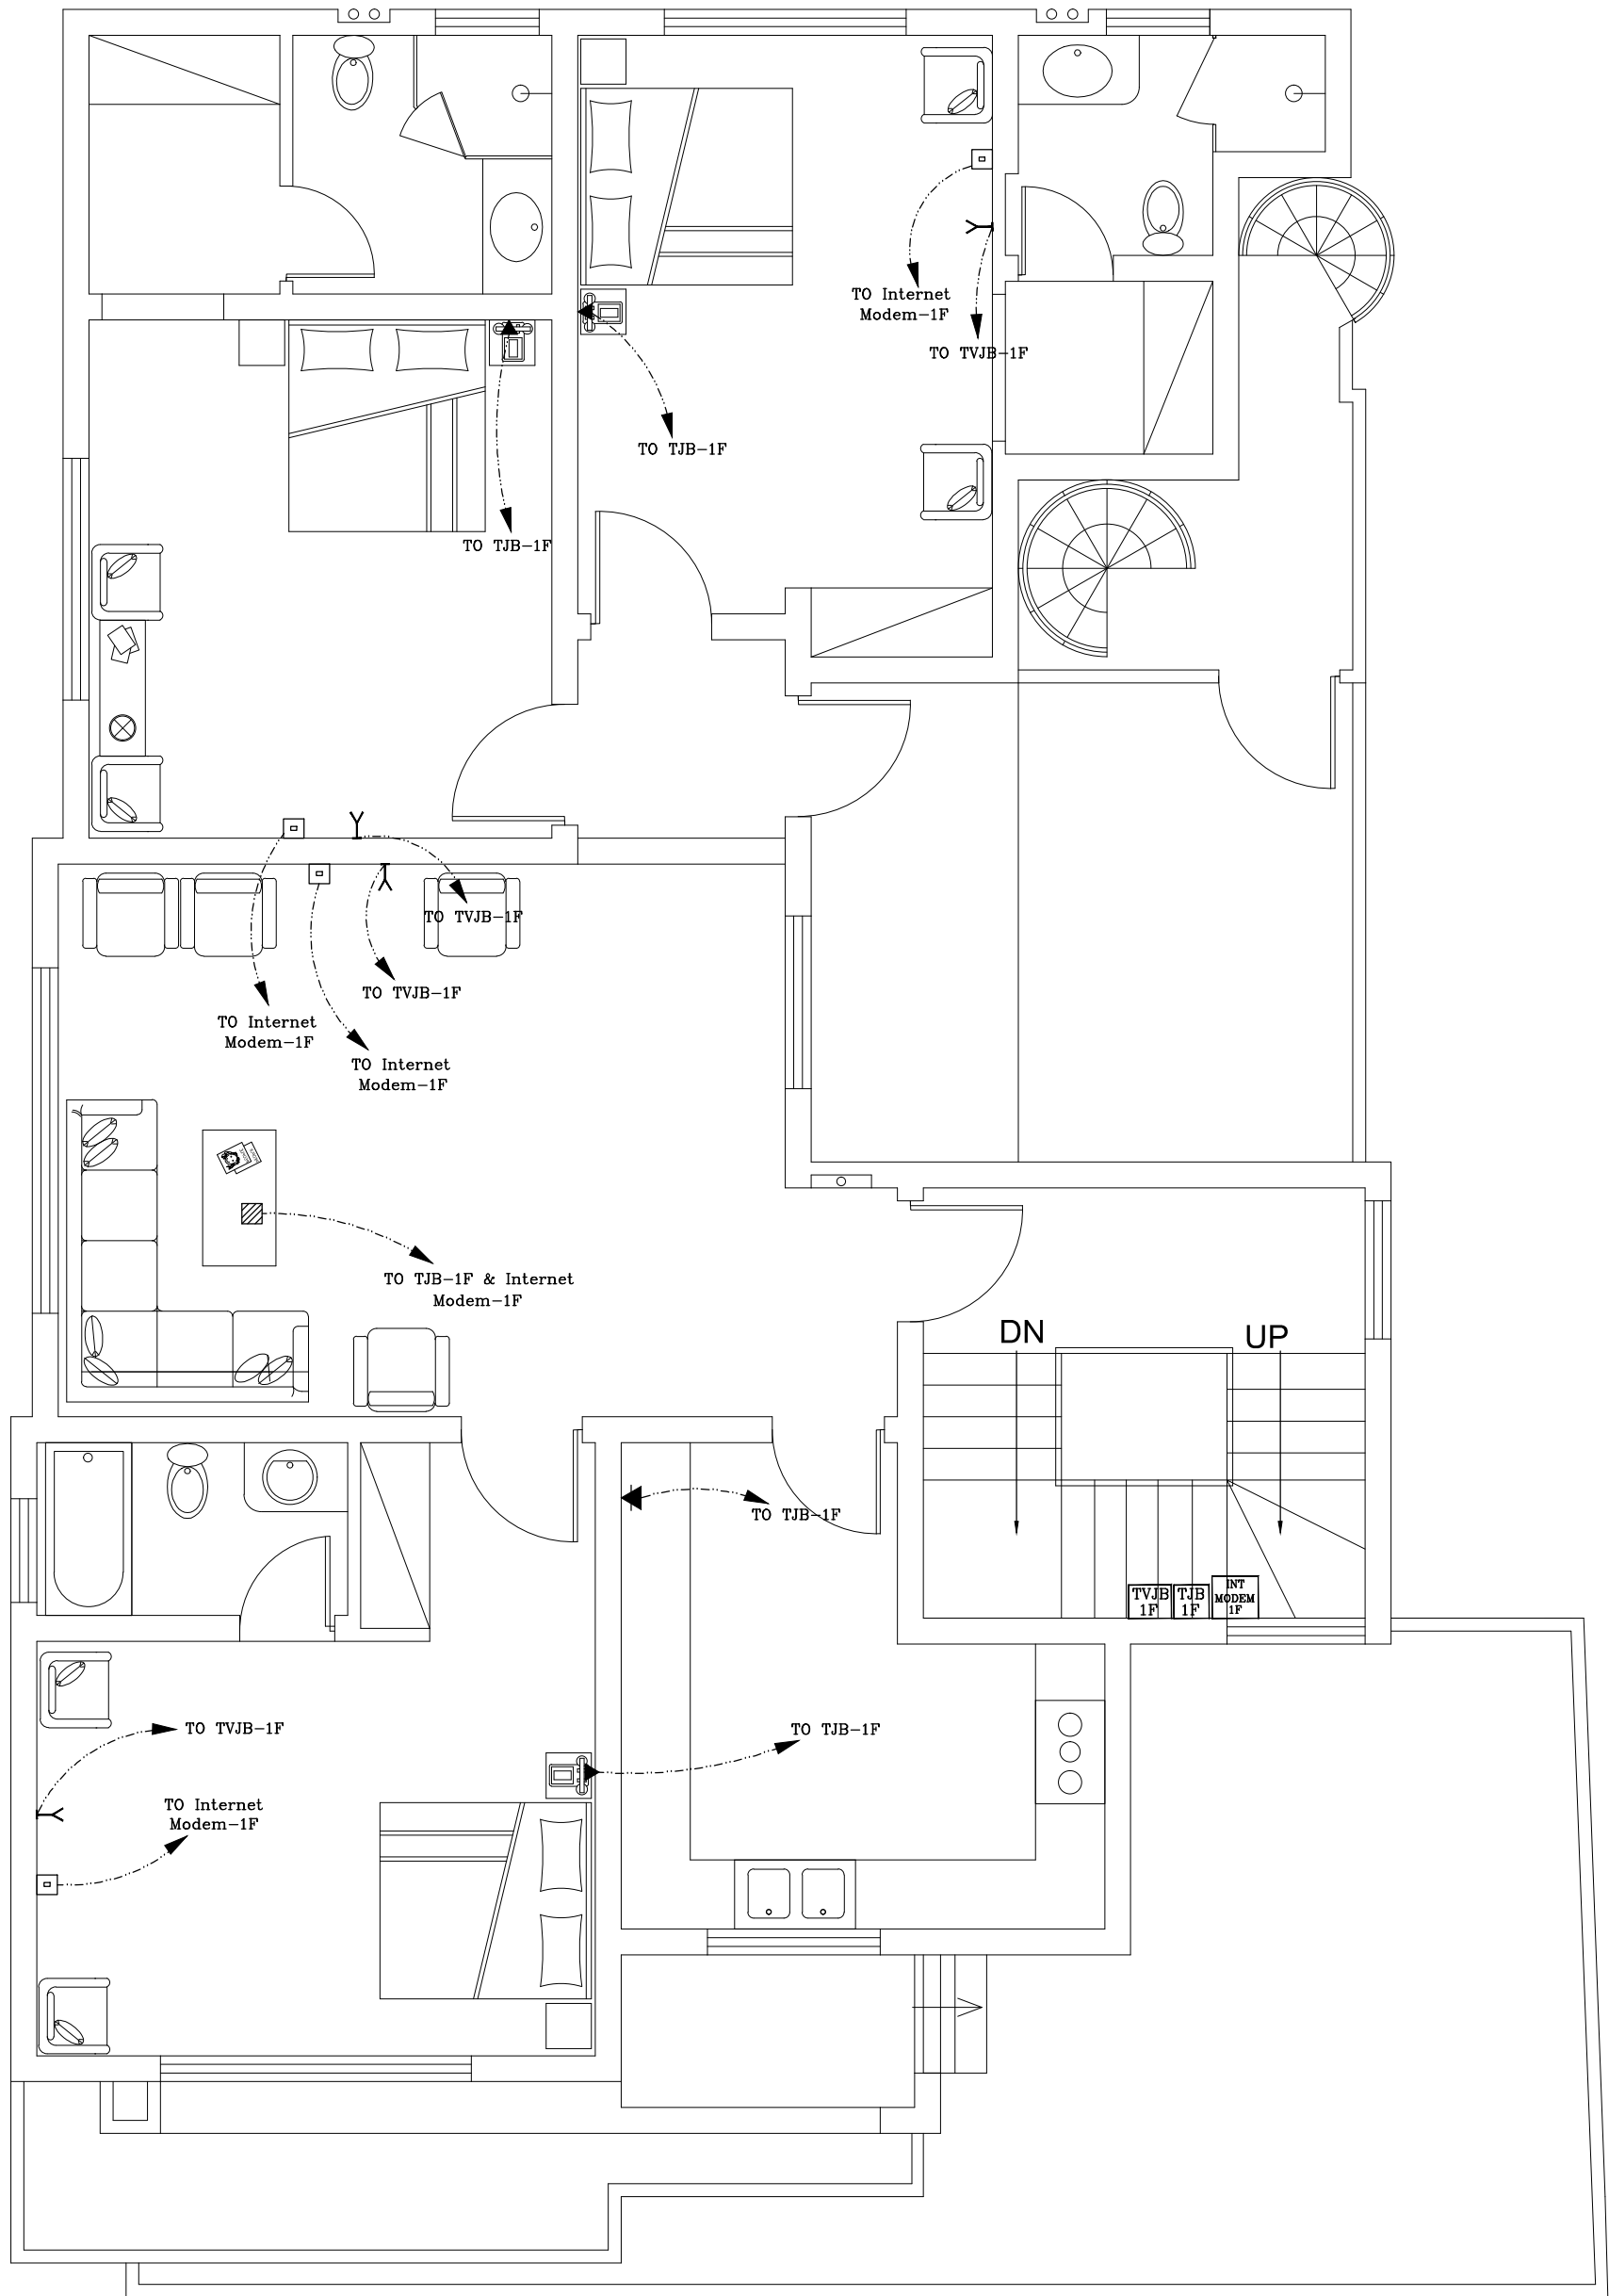 TO Internet
Modem-1F
TO TVJB-1F
TO TJB-1F
TO TJB-1F
TO TVJB-1F
TO TVJB-1F
TO Internet
Modem-1F
TO Internet
Modem-1F
TO TJB-1F & Internet
Modem-1F
DN
UP
TO TJB-1F
TVJB
1F
TJB
1F
INT
MODEM
1F
TO TVJB-1F
TO TJB-1F
TO Internet
Modem-1F